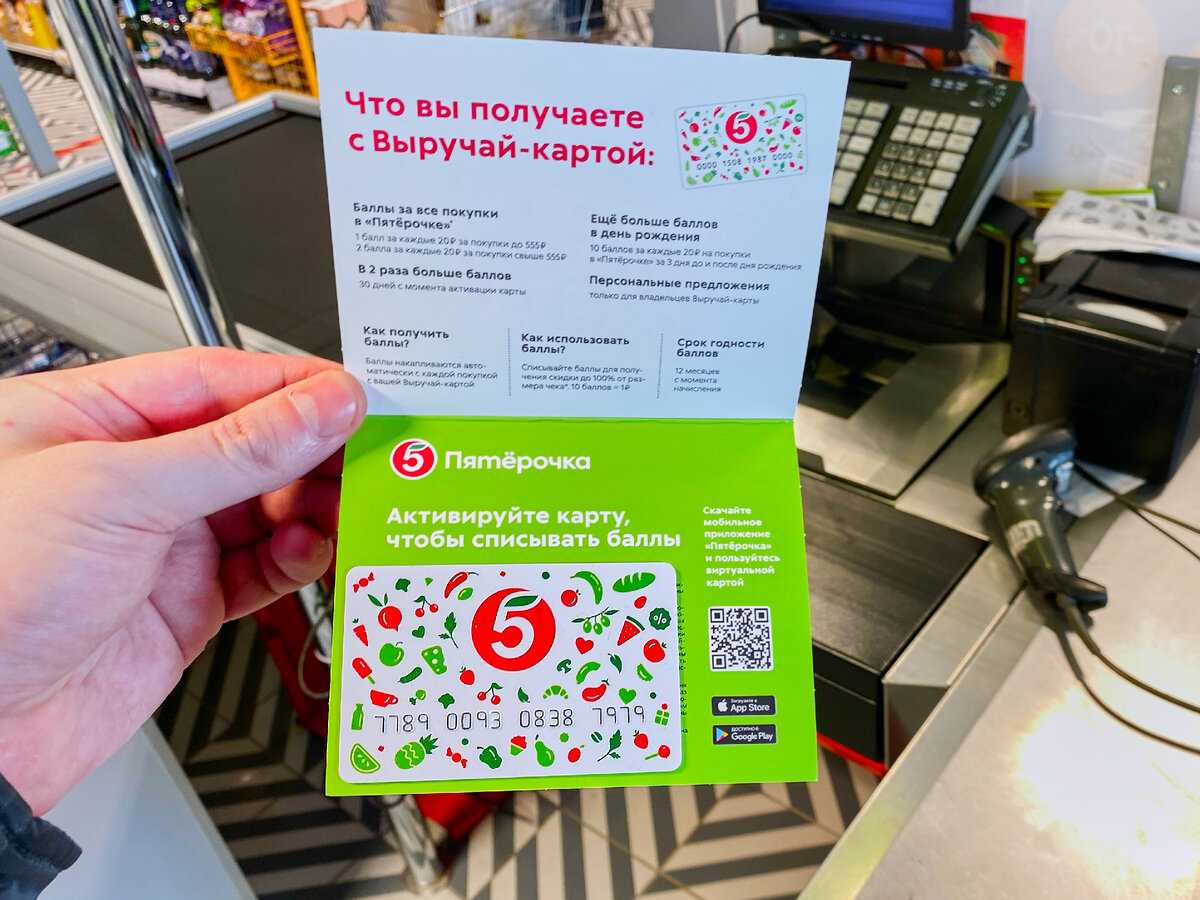 Что вы получаете
с Выручай-картой:
5
0000 1508 1987 0000
Баллы за все покупки
в «Пятёрочке»*
1 балл за каждые 20₽ за покупки до 555₽
2 балла за каждые 20₽ за покупки свыше 555₽
В 2 раза больше баллов
30 дней с момента активации карты
Ещё больше баллов
в день рождения
10 баллов за каждые 20₽ на покупки
в «Пятёрочке» за 3 дня до и после дня рождения
Персональные предложения
только для владельцев Выручай-карты
Как получить
баллы?
Баллы накапливаются авто-
матически с каждой покупкой
с вашей Выручай-картой
Как использовать
баллы?
Списывайте баллы для полу-
чения скидки до 100% от раз-
мера чека*. 10 баллов = 1₽
Срок годности
баллов
12 месяцев
с момента
начисления
5 Пятёрочка
Активируйте карту,
чтобы списывать баллы
Скачайте
мобильное
приложение
«Пятёрочка»
и пользуйтесь
виртуальной
картой
5
%
7789 0093 0838 7979
Загрузите в
App Store
ДОСТУПНО В
Google Play